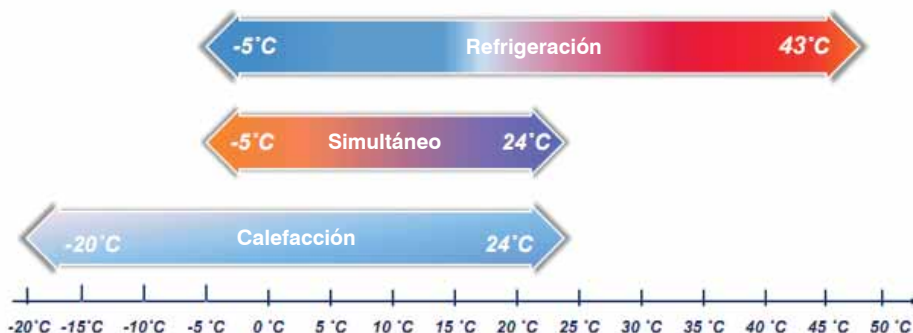 -5˚C Refrigeración 43˚C
-5˚C Simultáneo 24˚C
-20˚C Calefacción 24˚C
-20˚C -15˚C -10˚C -5 ˚C 0 ˚C 5 ˚C 10 ˚C 15 ˚C 20 ˚C 25 ˚C 30 ˚C 35 ˚C 40 ˚C 45 ˚C 50 ˚C